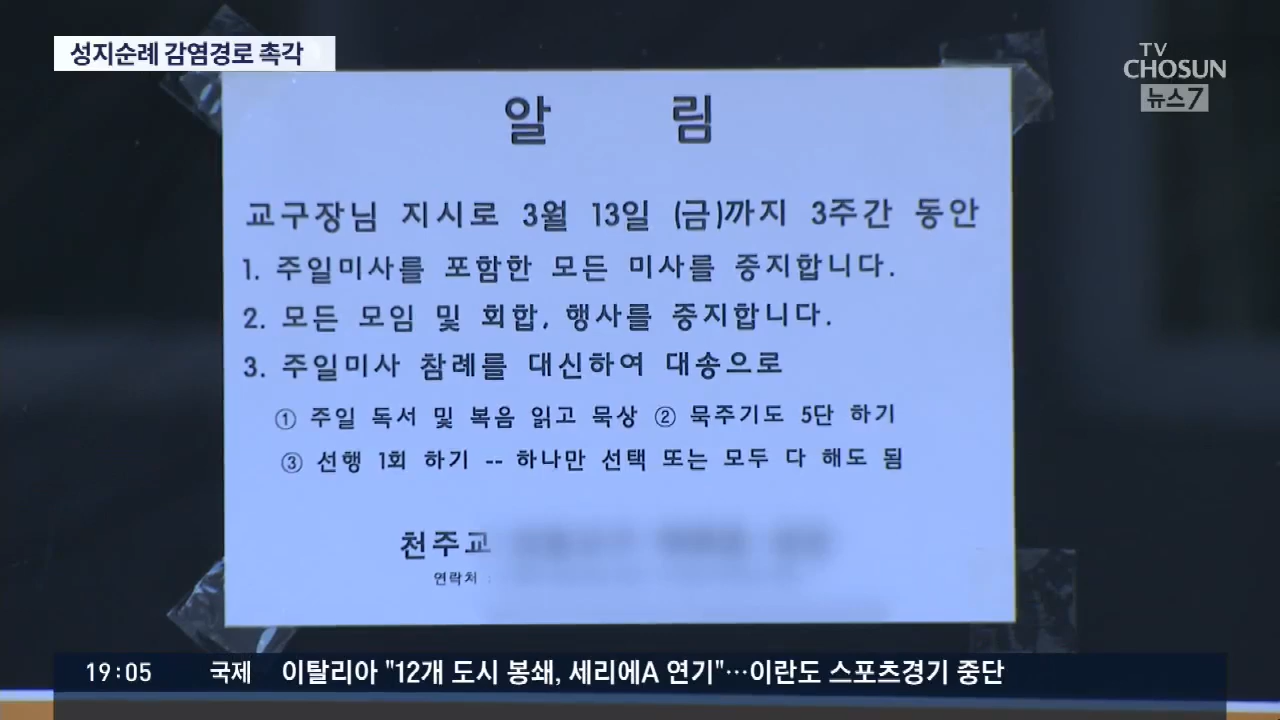 성지순례 감염경로 촉각
TV
CHOSUN
뉴스7
알 림
교구장님 지시로 3월 13일 (금)까지 3주간 동안
1. 주일미사를 포함한 모든 미사를 중지합니다.
2. 모든 모임 및 회합, 행사를 중지합니다.
3. 주일미사 참례를 대신하여 대송으로
① 주일 독서 및 복음 읽고 묵상 ② 묵주기도 5단 하기
③ 선행 1회 하기 -- 하나만 선택 또는 모두 다 해도 됨
천주교
연락처 :
19:05 국제 이탈리아 "12개 도시 봉쇄, 세리에A 연기"…이란도 스포츠경기 중단